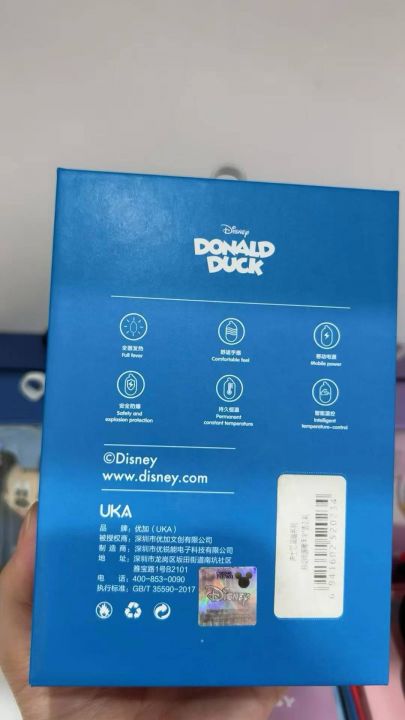 Disney
DONALD
DUCK
全面发热
Full fever
舒适手感
Comfortable feel
移动电源
Mobile power
安全防爆
Safety and
explosion protection
持久恒温
Permanent
constant temperature
智能温控
Intelligent
temperature-control
©Disney
www.disney.com
UKA
品 牌：优加（UKA）
被授权商：深圳市优加文创有限公司
制 造 商：深圳市优锐能电子科技有限公司
地 址：深圳市龙岗区坂田街道南坑社区
雅宝路1号B2101
电 话：400-853-0090
执行标准：GB/T 35590-2017
Disney